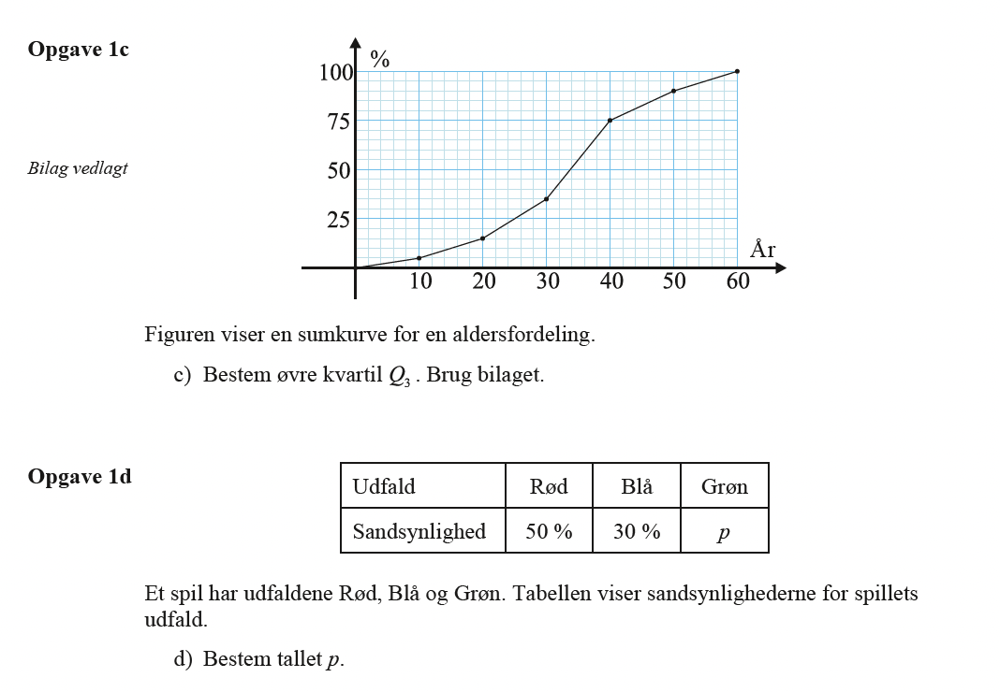 Opgave 1c
%
100
75
Bilag vedlagt
50
25
År
10 20 30 40 50 60
Figuren viser en sumkurve for en aldersfordeling.
c) Bestem øvre kvartil Q3 . Brug bilaget.
Opgave 1d
Udfald Rød Blå Grøn
Sandsynlighed 50 % 30 % p
Et spil har udfaldene Rød, Blå og Grøn. Tabellen viser sandsynlighederne for spillets
udfald.
d) Bestem tallet p.